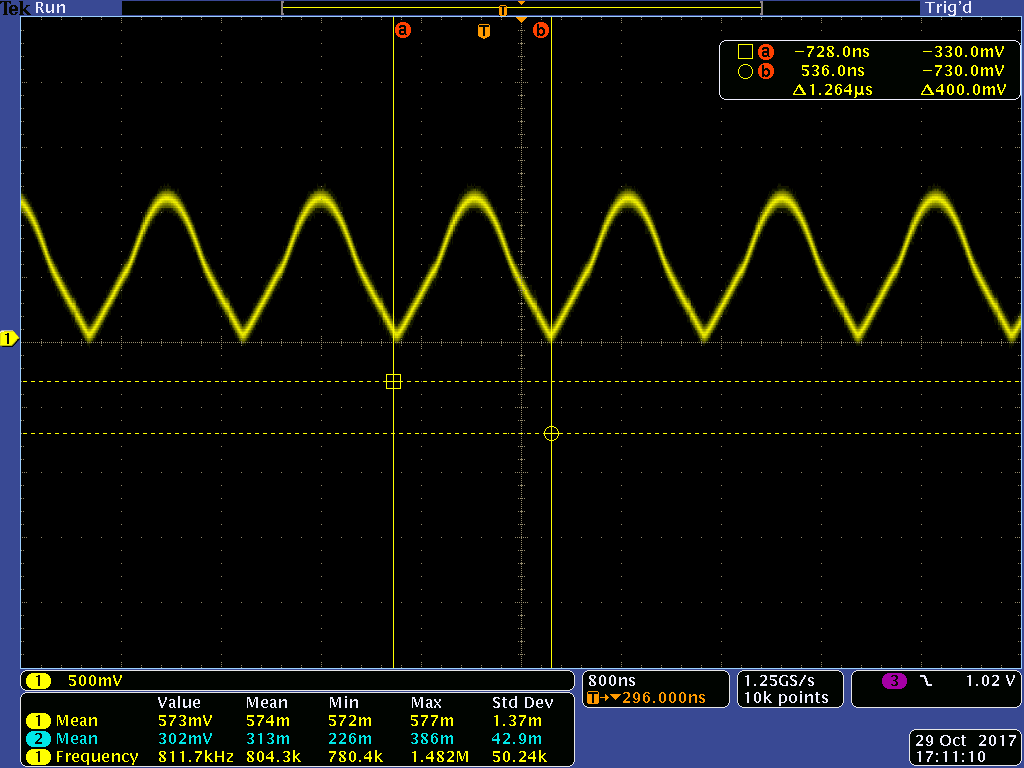 Tek Run Trig'd
T
a T b
a −728.0ns −330.0mV
b 536.0ns −730.0mV
Δ1.264µs Δ400.0mV
1
1 500mV
800ns
T→▼296.000ns
1.25GS/s
10k points
3 1.02 V
Value Mean Min Max Std Dev
1 Mean 573mV 574m 572m 577m 1.37m
2 Mean 302mV 313m 226m 386m 42.9m
1 Frequency 811.7kHz 804.3k 780.4k 1.482M 50.24k
29 Oct 2017
17:11:10